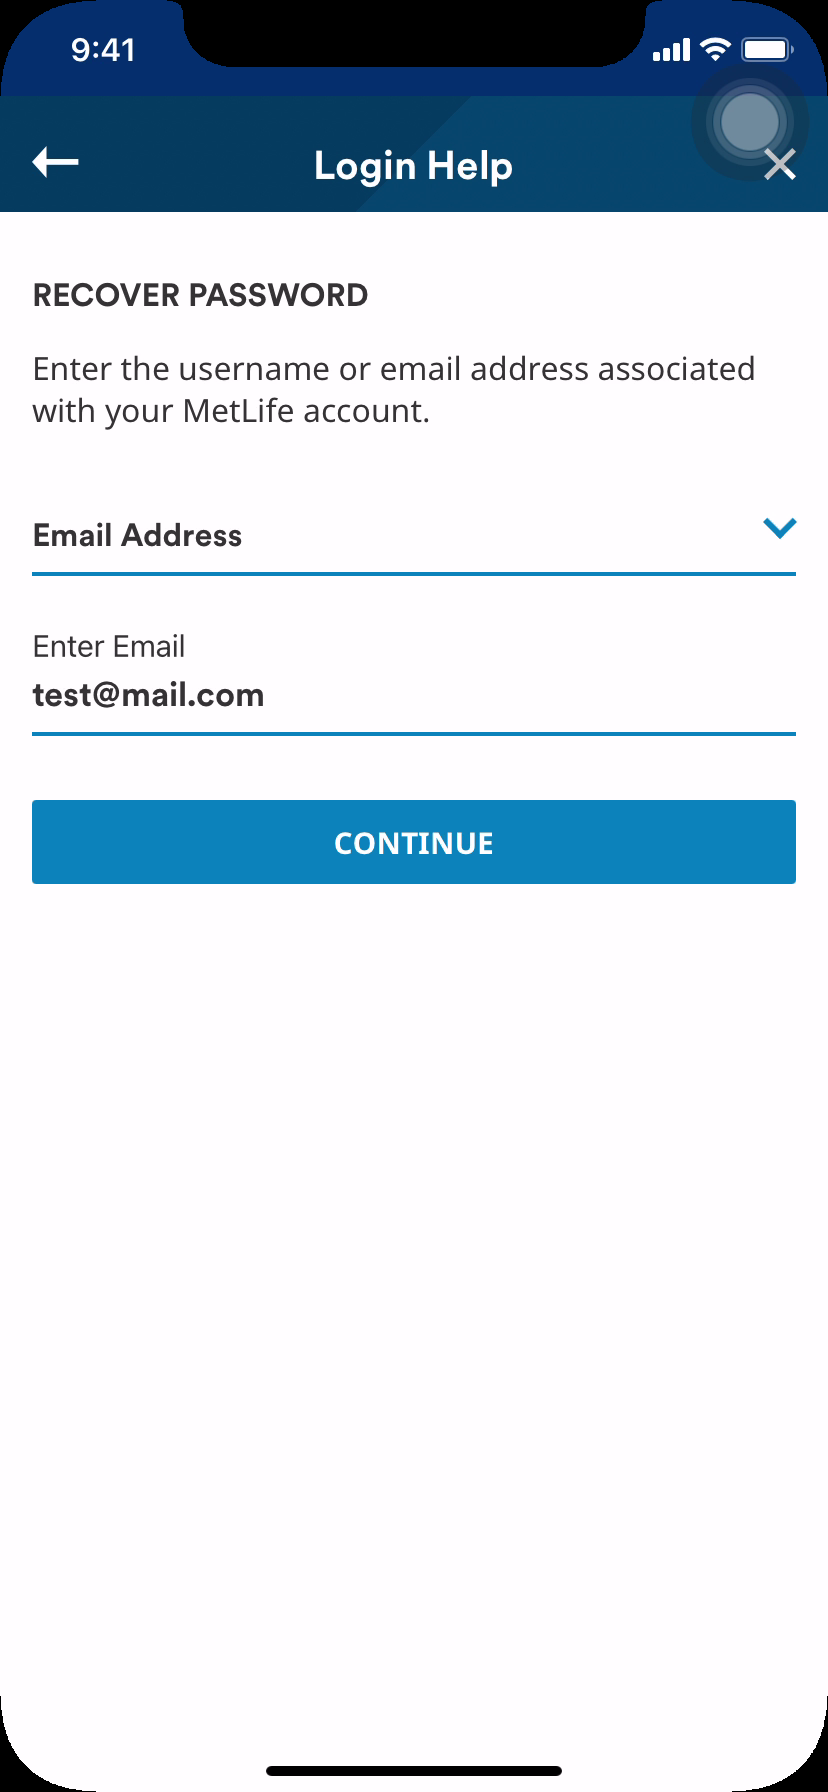 9:41
Login Help
RECOVER PASSWORD
Enter the username or email address associated
with your MetLife account.
Email Address
Enter Email
test@mail.com
CONTINUE